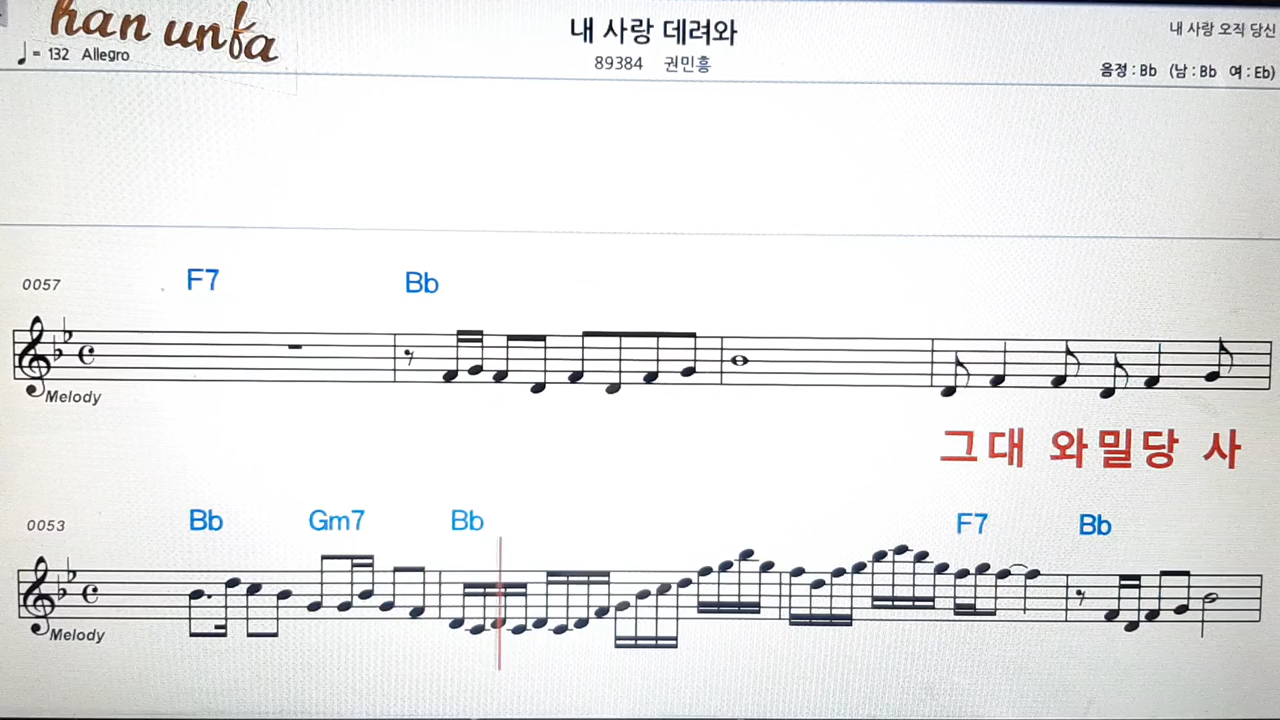 han unfa
♩ = 132 Allegro
내 사랑 데려와
89384 권민흥
내 사랑 오직 당신
음정 : Bb (남 : Bb 여 : Eb)
0057
F7 Bb
Melody
그대 와밀당 사
0053
Bb Gm7 Bb F7 Bb
Melody